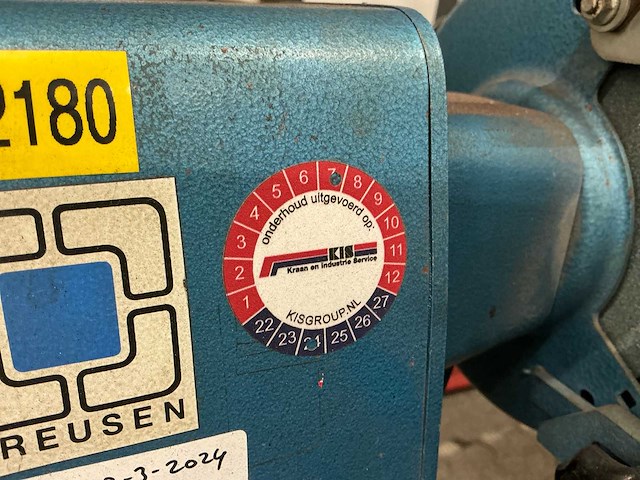 2180
onderhoud uitgevoerd op:
1 2 3 4 5 6 7 8 9 10 11 12
KIS
Kraan en Industrie Service
KISGROUP.NL
22 23 24 25 26 27
REUSEN
-3-2024